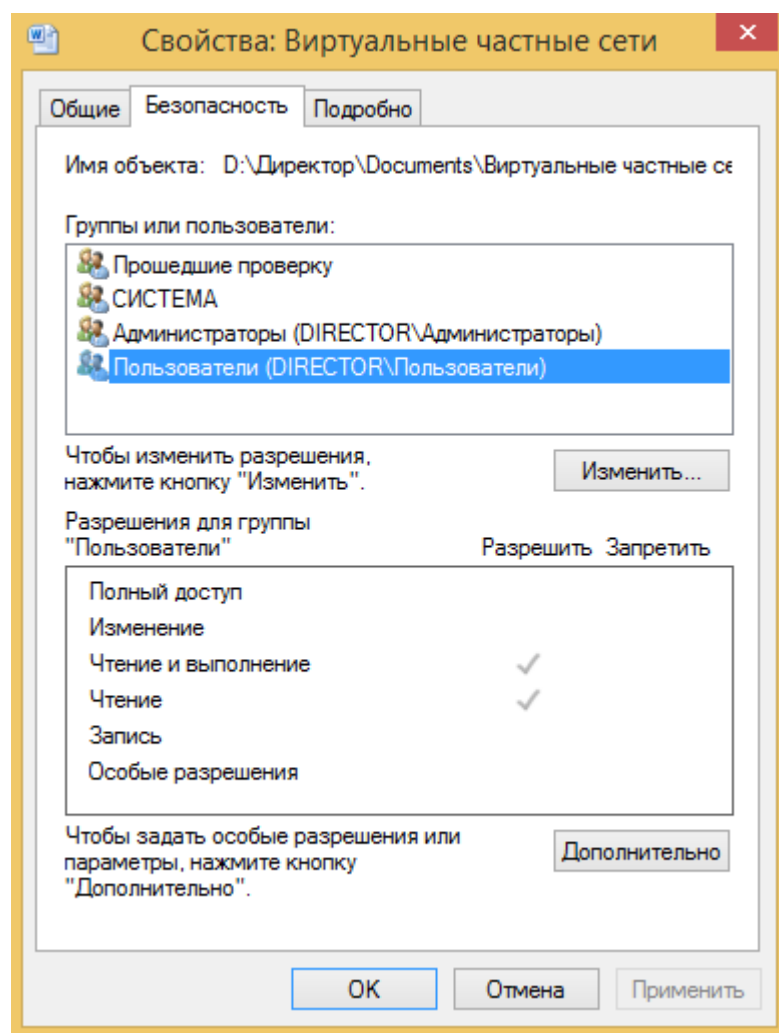 Свойства: Виртуальные частные сети
Общие Безопасность Подробно
Имя объекта: D:\Директор\Documents\Виртуальные частные се
Группы или пользователи:
Прошедшие проверку
СИСТЕМА
Администраторы (DIRECTOR\Администраторы)
Пользователи (DIRECTOR\Пользователи)
Чтобы изменить разрешения,
нажмите кнопку "Изменить".
Изменить...
Разрешения для группы
"Пользователи" Разрешить Запретить
Полный доступ
Изменение
Чтение и выполнение
Чтение
Запись
Особые разрешения
Чтобы задать особые разрешения или
параметры, нажмите кнопку
"Дополнительно".
Дополнительно
OK Отмена Применить